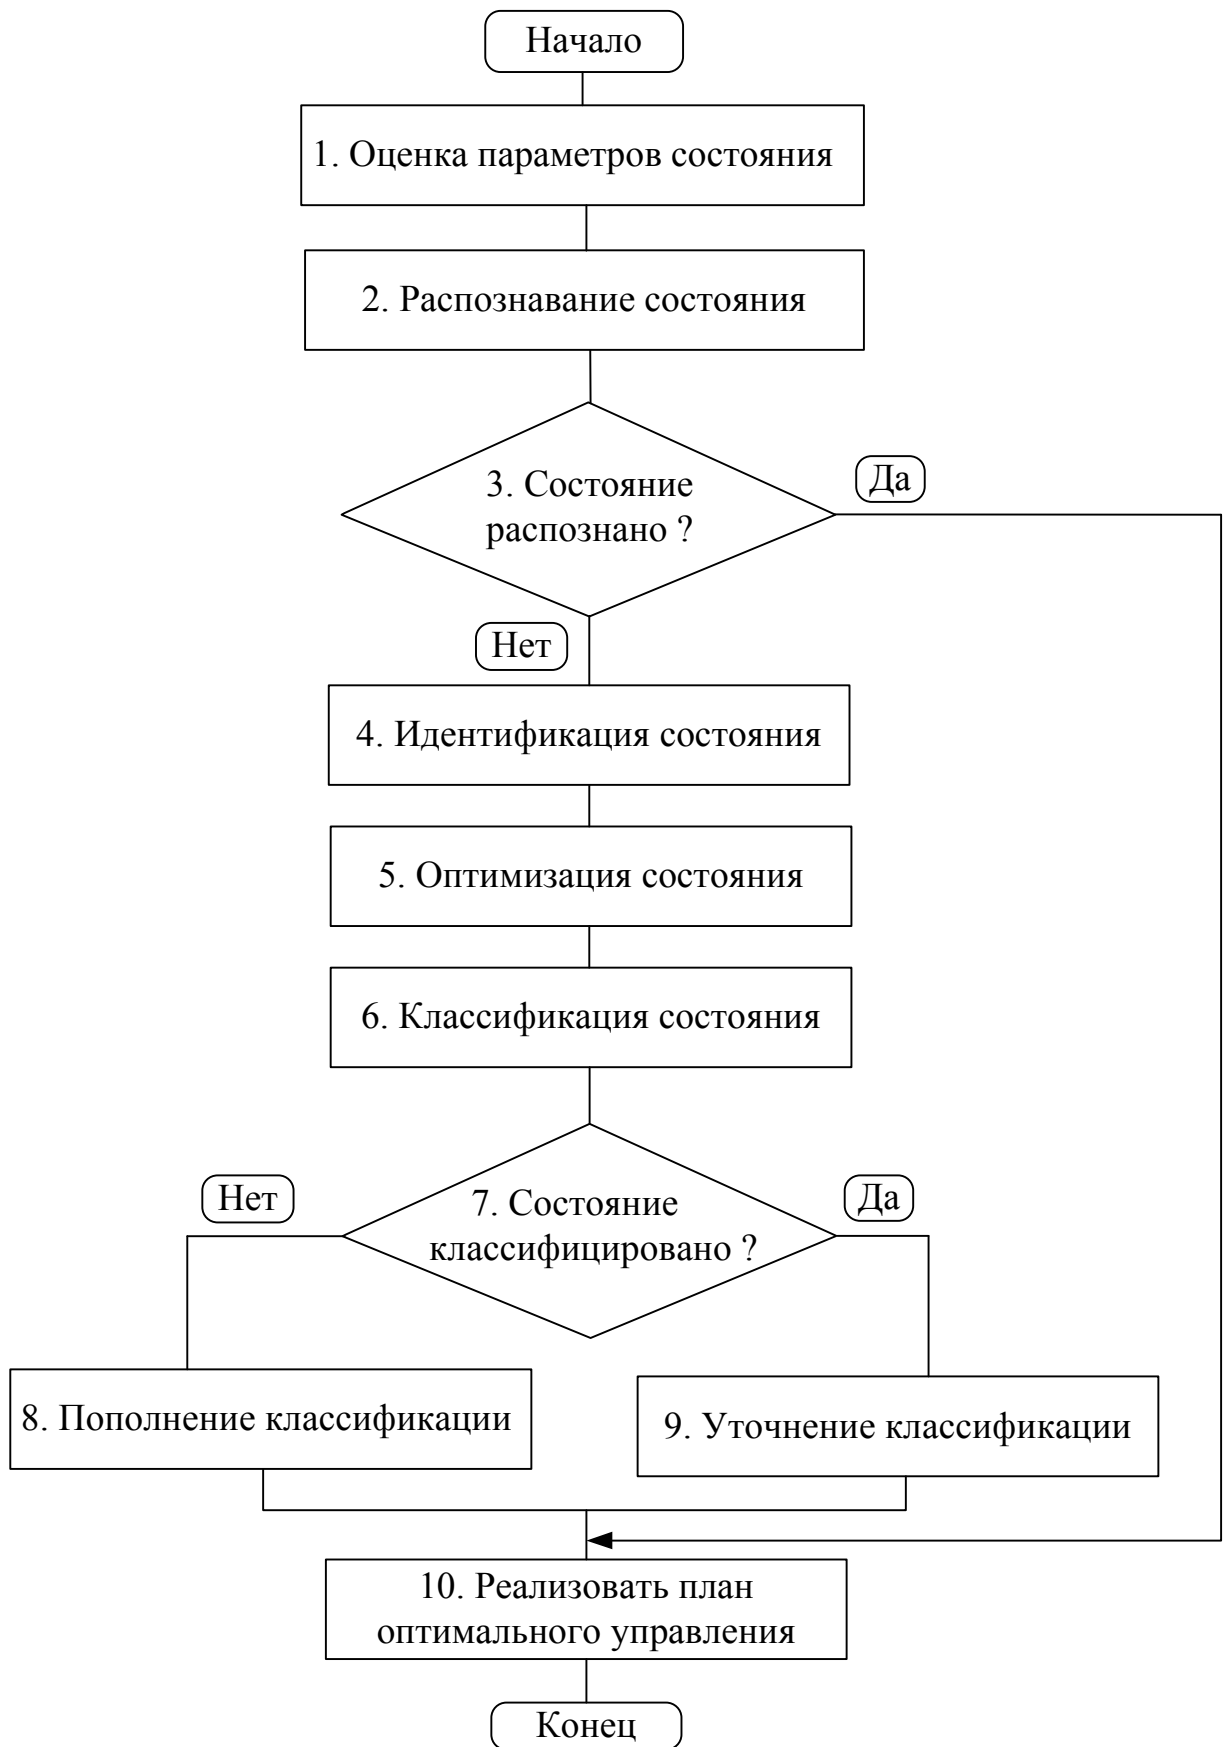 Начало
1. Оценка параметров состояния
2. Распознавание состояния
3. Состояние
распознано ?
Да
Нет
4. Идентификация состояния
5. Оптимизация состояния
6. Классификация состояния
Нет
7. Состояние
классифицировано ?
Да
8. Пополнение классификации
9. Уточнение классификации
10. Реализовать план
оптимального управления
Конец